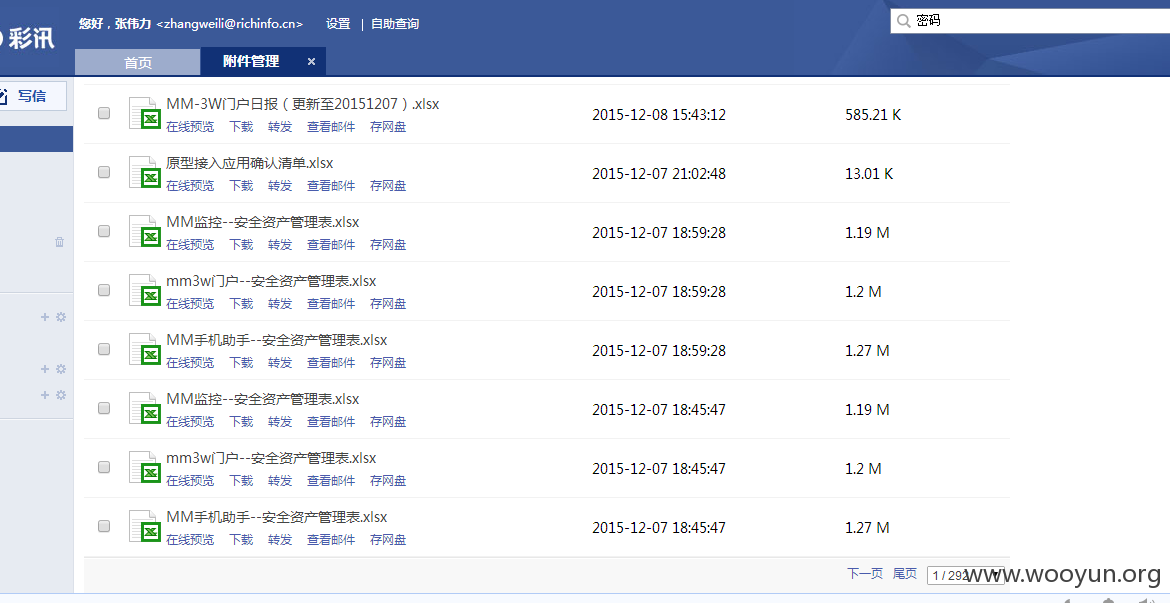 彩讯
您好，张伟力 <zhangweili@richinfo.cn> 设置 | 自助查询
密码
首页 附件管理 ×
写信
MM-3W门户日报（更新至20151207）.xlsx
在线预览 下载 转发 查看邮件 存网盘
2015-12-08 15:43:12 585.21 K
原型接入应用确认清单.xlsx
在线预览 下载 转发 查看邮件 存网盘
2015-12-07 21:02:48 13.01 K
MM监控--安全资产管理表.xlsx
在线预览 下载 转发 查看邮件 存网盘
2015-12-07 18:59:28 1.19 M
mm3w门户--安全资产管理表.xlsx
在线预览 下载 转发 查看邮件 存网盘
2015-12-07 18:59:28 1.2 M
MM手机助手--安全资产管理表.xlsx
在线预览 下载 转发 查看邮件 存网盘
2015-12-07 18:59:28 1.27 M
MM监控--安全资产管理表.xlsx
在线预览 下载 转发 查看邮件 存网盘
2015-12-07 18:45:47 1.19 M
mm3w门户--安全资产管理表.xlsx
在线预览 下载 转发 查看邮件 存网盘
2015-12-07 18:45:47 1.2 M
MM手机助手--安全资产管理表.xlsx
在线预览 下载 转发 查看邮件 存网盘
2015-12-07 18:45:47 1.27 M
下一页 尾页 1 / 292
www.wooyun.org